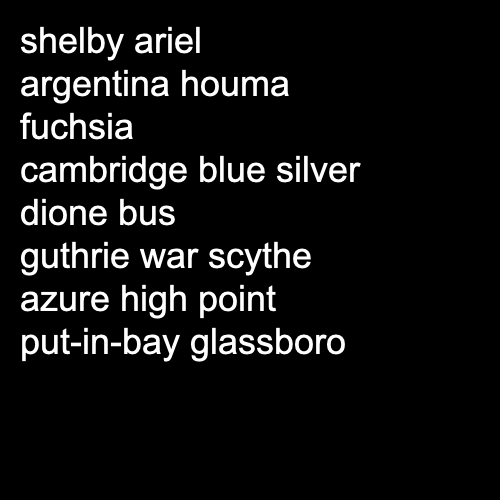 shelby ariel
argentina houma
fuchsia
cambridge blue silver
dione bus
guthrie war scythe
azure high point
put-in-bay glassboro